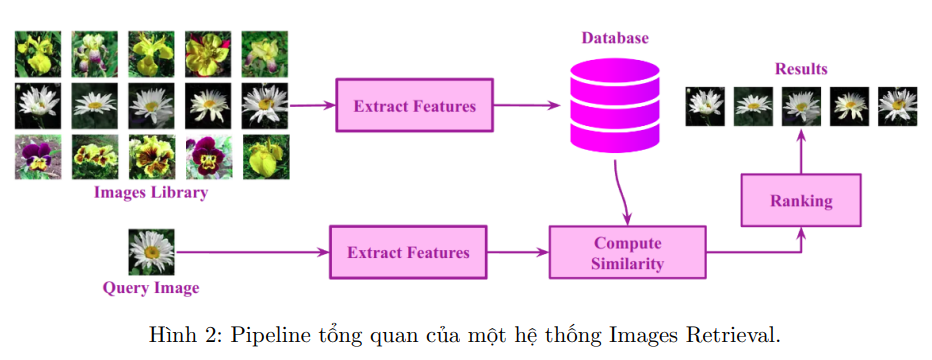 Database
Results
Extract Features
Images Library
Ranking
Extract Features
Compute
Similarity
Query Image
Hình 2: Pipeline tổng quan của một hệ thống Images Retrieval.